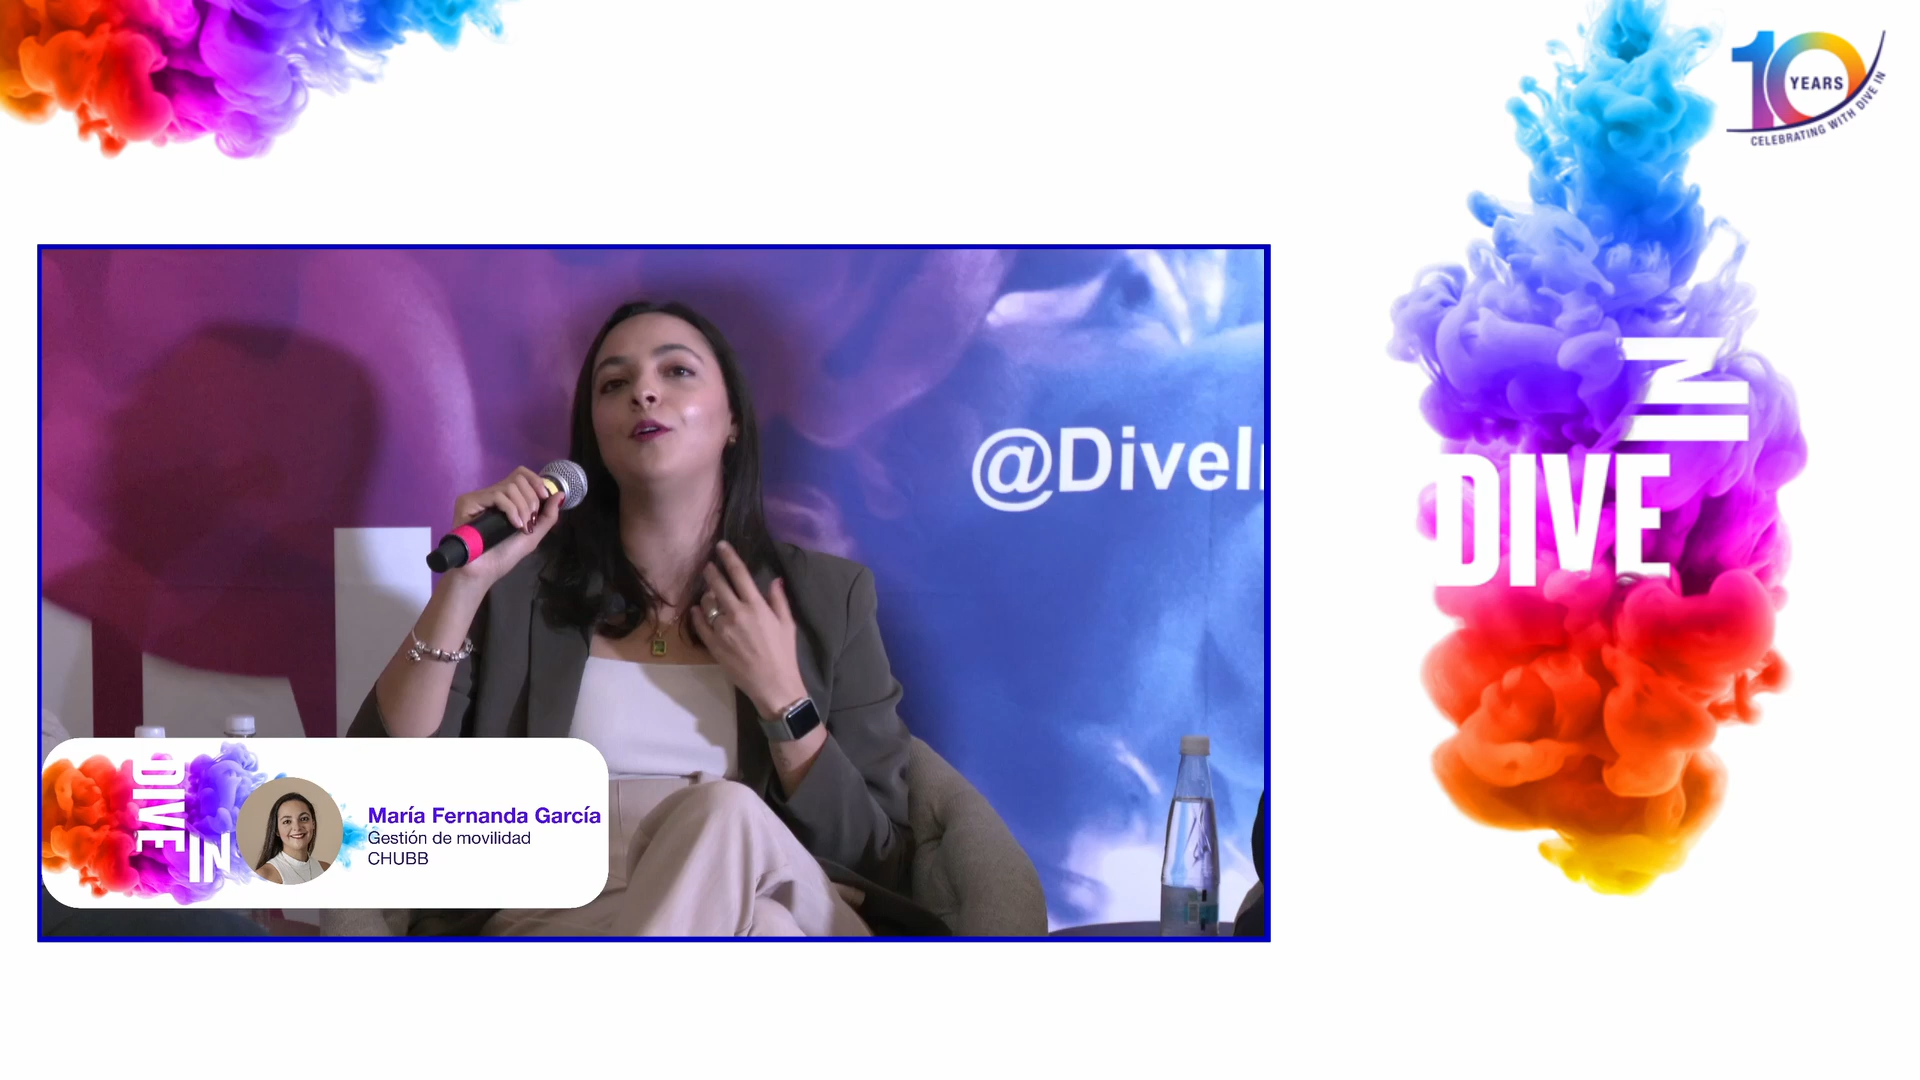 10
YEARS
CELEBRATING WITH DIVE IN
IN
DIVE
@DiveI
DIVE
IN
María Fernanda García
Gestión de movilidad
CHUBB